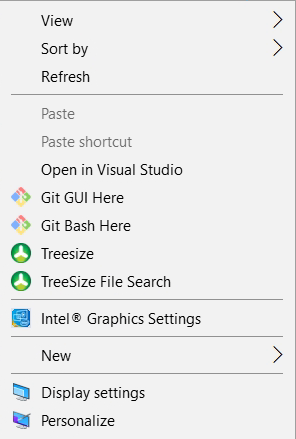 View
Sort by
Refresh
Paste
Paste shortcut
Open in Visual Studio
Git GUI Here
Git Bash Here
Treesize
TreeSize File Search
Intel® Graphics Settings
New
Display settings
Personalize